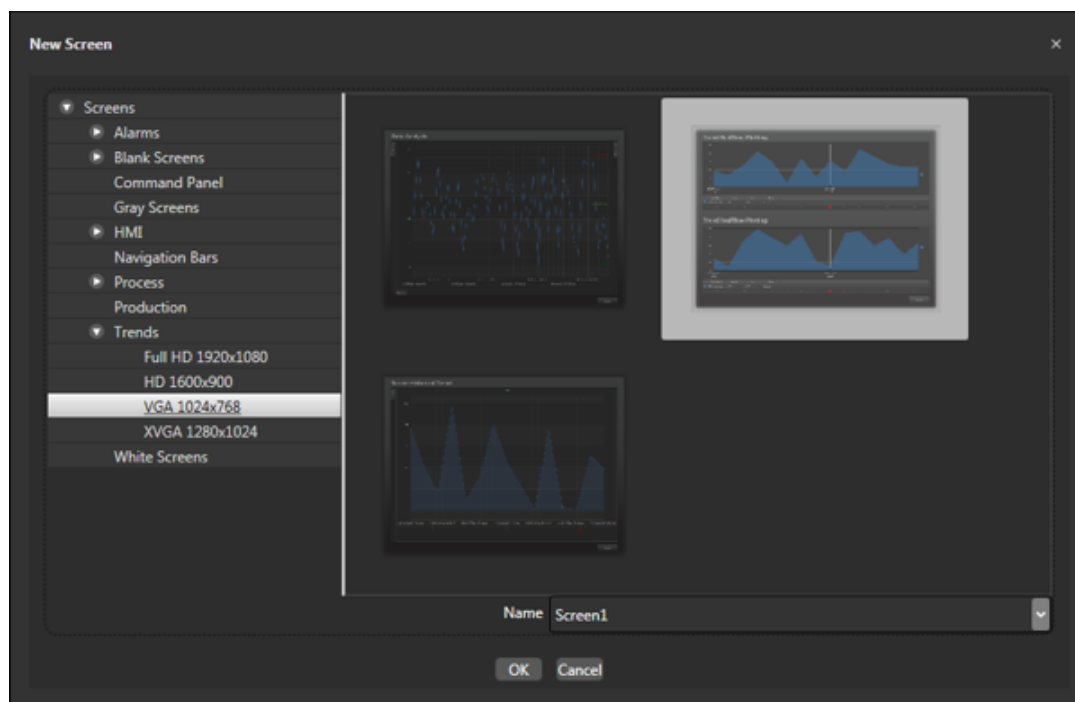 New Screen
Screens
Alarms
Blank Screens
Command Panel
Gray Screens
HMI
Navigation Bars
Process
Production
Trends
Full HD 1920x1080
HD 1600x900
VGA 1024x768
XVGA 1280x1024
White Screens
Name Screen1
OK Cancel